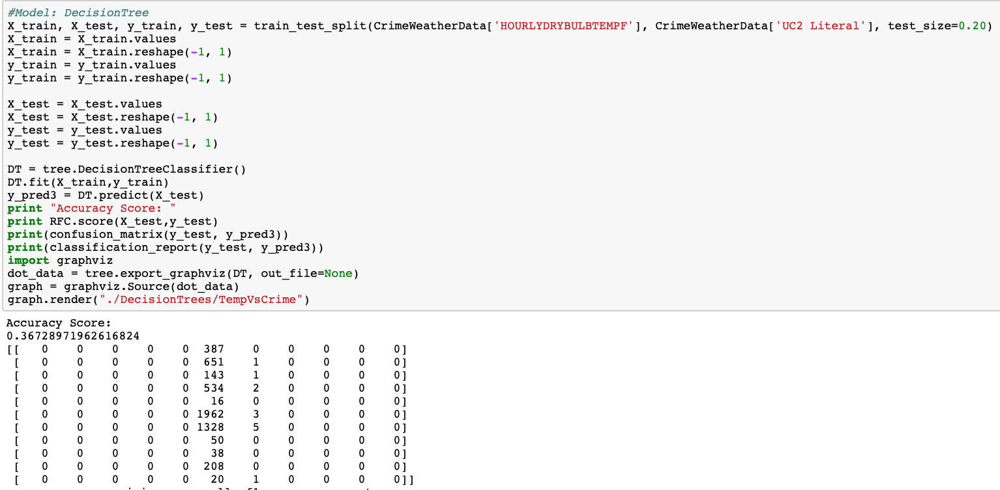 #Model: DecisionTree
X_train, X_test, y_train, y_test = train_test_split(CrimeWeatherData['HOURLYDRYBULBTEMPF'], CrimeWeatherData['UC2 Literal'], test_size=0.20)
X_train = X_train.values
X_train = X_train.reshape(-1, 1)
y_train = y_train.values
y_train = y_train.reshape(-1, 1)
X_test = X_test.values
X_test = X_test.reshape(-1, 1)
y_test = y_test.values
y_test = y_test.reshape(-1, 1)
DT = tree.DecisionTreeClassifier()
DT.fit(X_train,y_train)
y_pred3 = DT.predict(X_test)
print "Accuracy Score: "
print RFC.score(X_test,y_test)
print(confusion_matrix(y_test, y_pred3))
print(classification_report(y_test, y_pred3))
import graphviz
dot_data = tree.export_graphviz(DT, out_file=None)
graph = graphviz.Source(dot_data)
graph.render("./DecisionTrees/TempVsCrime")
Accuracy Score:
0.36728971962616824
[[ 0 0 0 0 0 387 0 0 0 0 0]
[ 0 0 0 0 0 651 1 0 0 0 0]
[ 0 0 0 0 0 143 1 0 0 0 0]
[ 0 0 0 0 0 534 2 0 0 0 0]
[ 0 0 0 0 0 16 0 0 0 0 0]
[ 0 0 0 0 0 1962 3 0 0 0 0]
[ 0 0 0 0 0 1328 5 0 0 0 0]
[ 0 0 0 0 0 50 0 0 0 0 0]
[ 0 0 0 0 0 38 0 0 0 0 0]
[ 0 0 0 0 0 208 0 0 0 0 0]
[ 0 0 0 0 0 20 1 0 0 0 0]]